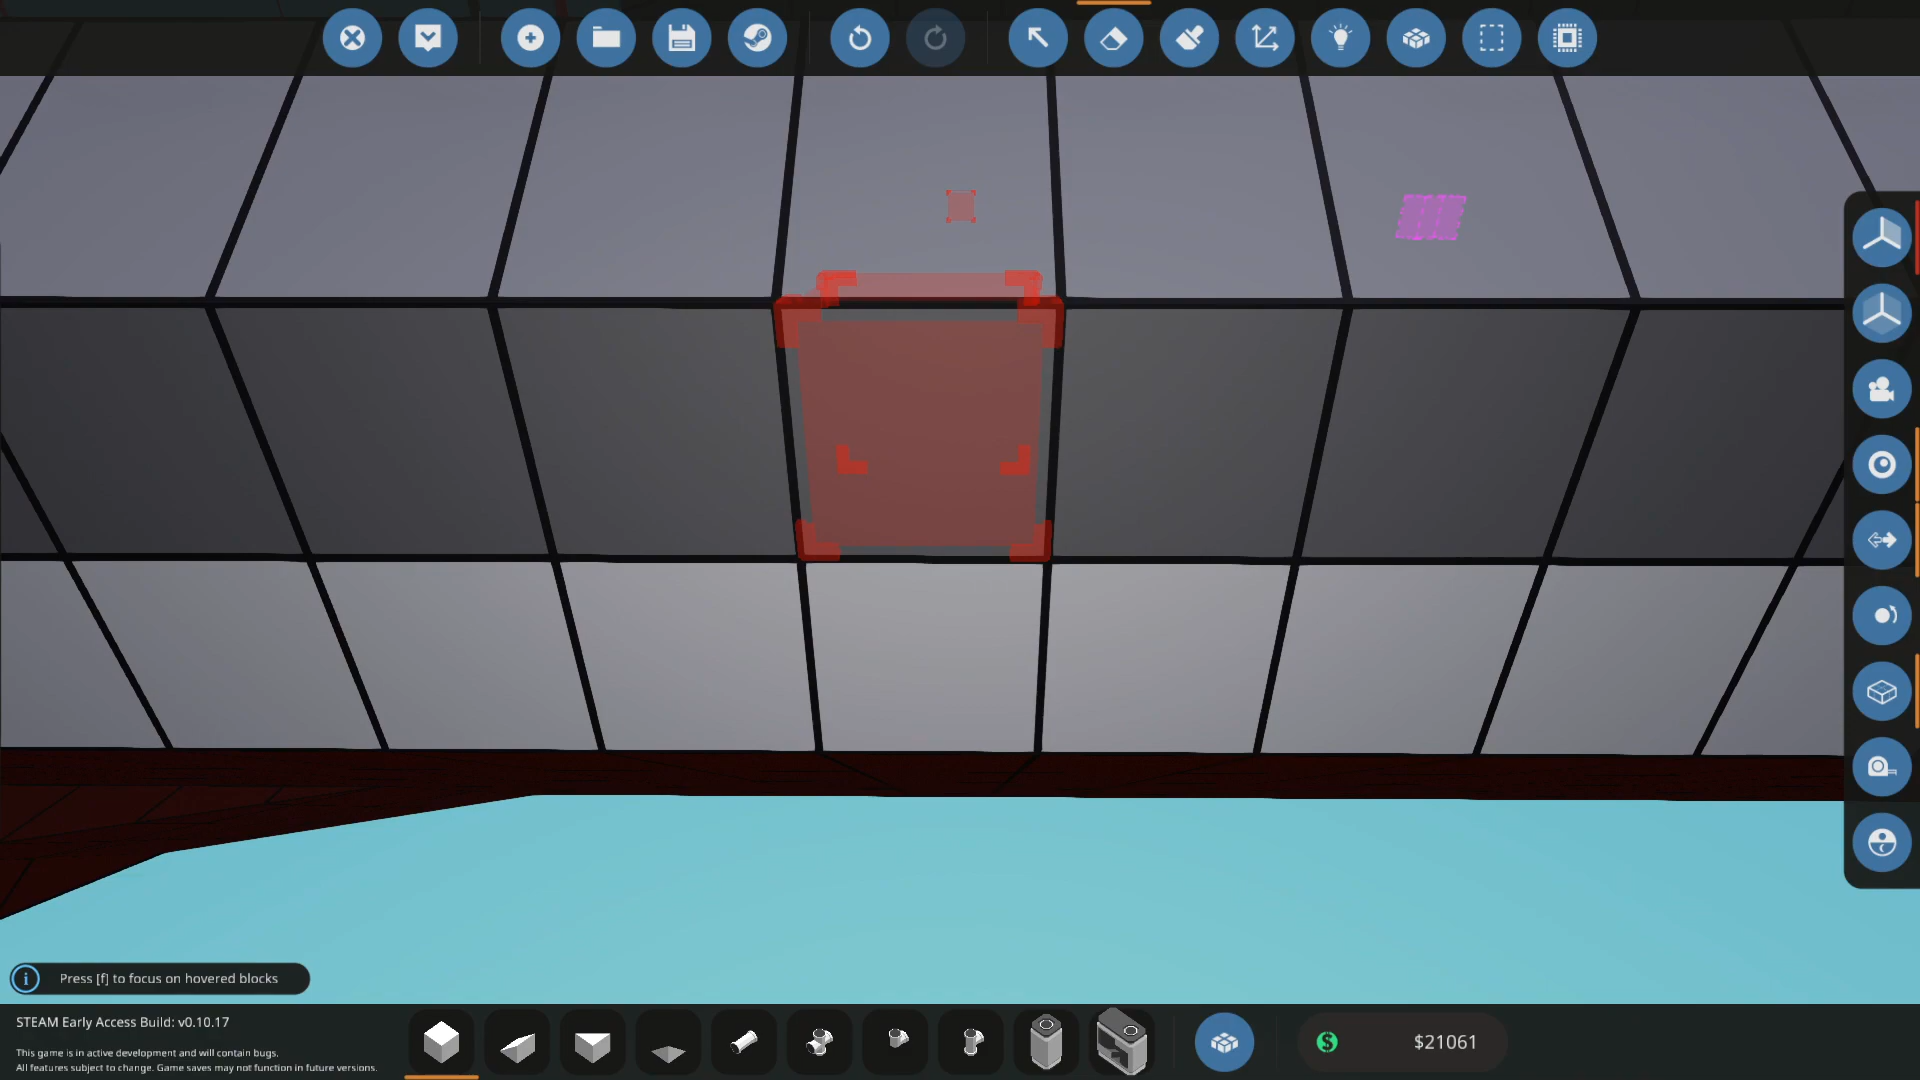 Press [f] to focus on hovered blocks
STEAM Early Access Build: v0.10.17
This game is in active development and will contain bugs.
All features subject to change. Game saves may not function in future versions.
$21061